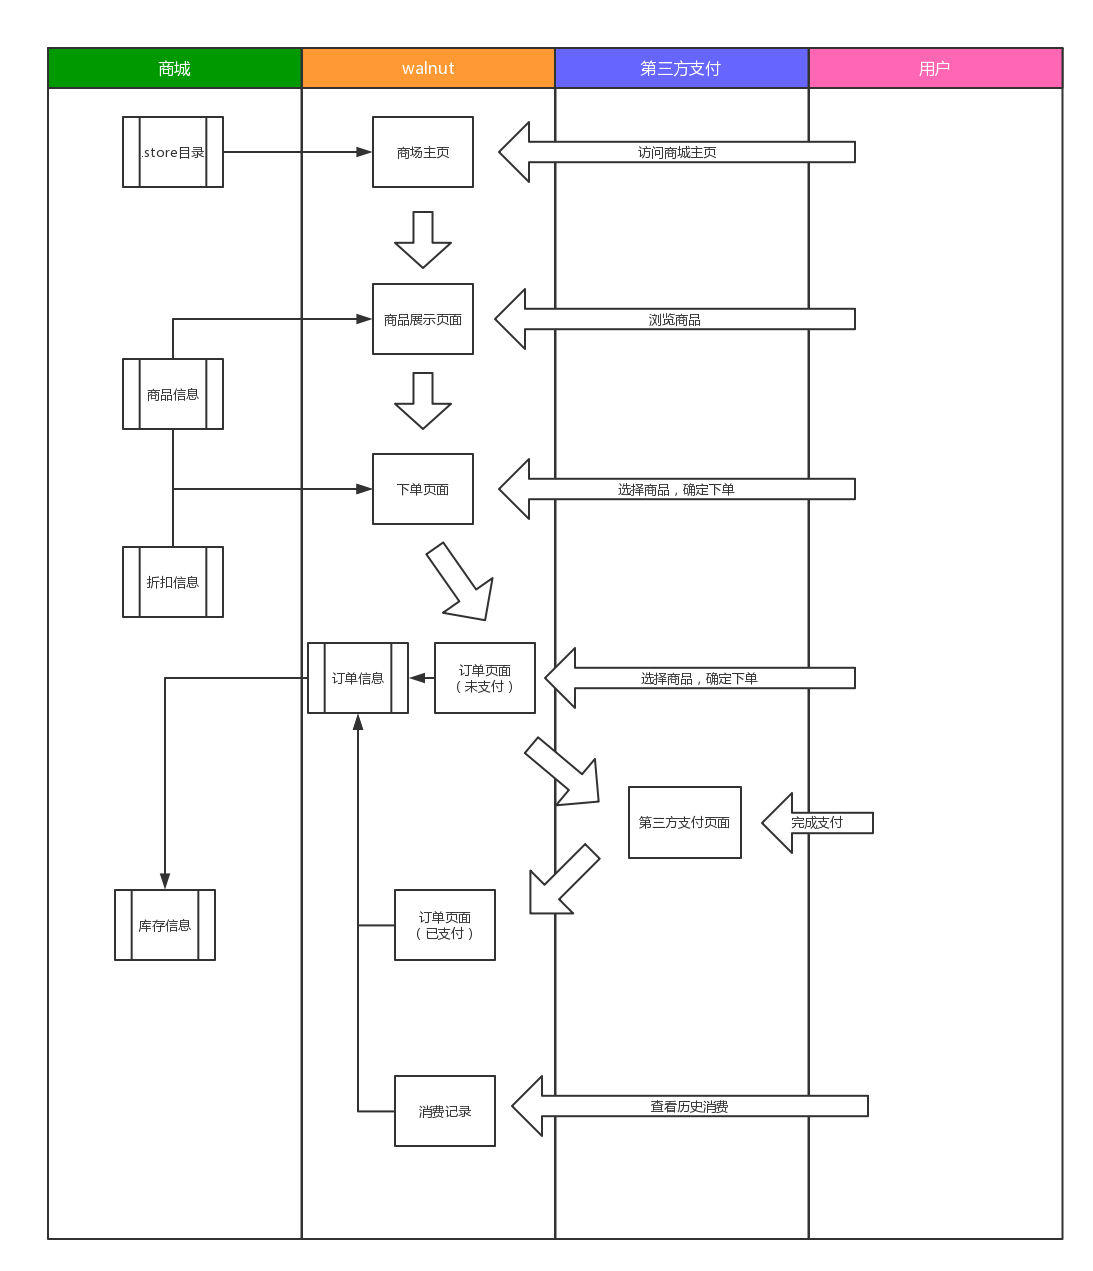 商城
walnut
第三方支付
用户
.store目录
商场主页
访问商城主页
商品展示页面
浏览商品
商品信息
下单页面
选择商品，确定下单
折扣信息
订单信息
订单页面
（未支付）
选择商品，确定下单
第三方支付页面
完成支付
库存信息
订单页面
（已支付）
消费记录
查看历史消费